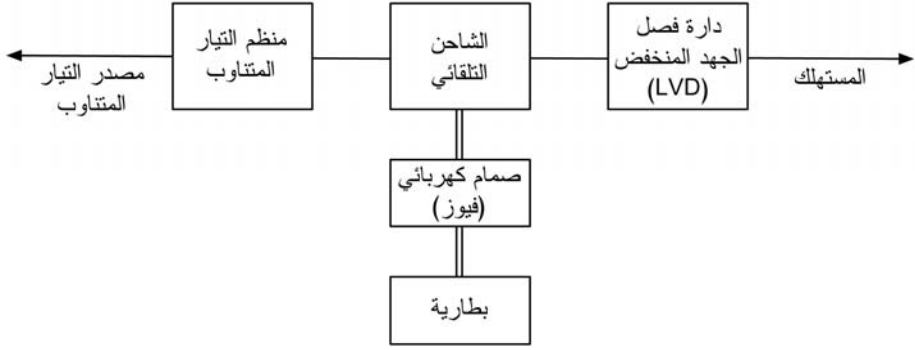 دارة فصل
الجهد المنخفض
(LVD)
المستهلك
الشاحن
التلقائي
منظم التيار
المتناوب
مصدر التيار
المتناوب
صمام كهربائي
(فيوز)
بطارية